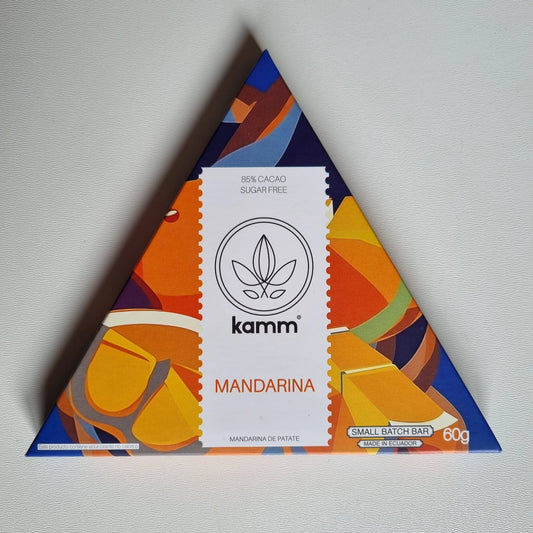 85% CACAO
SUGAR FREE
kamm®
MANDARINA
MANDARINA DE PATATE
SMALL BATCH BAR
MADE IN ECUADOR
60g